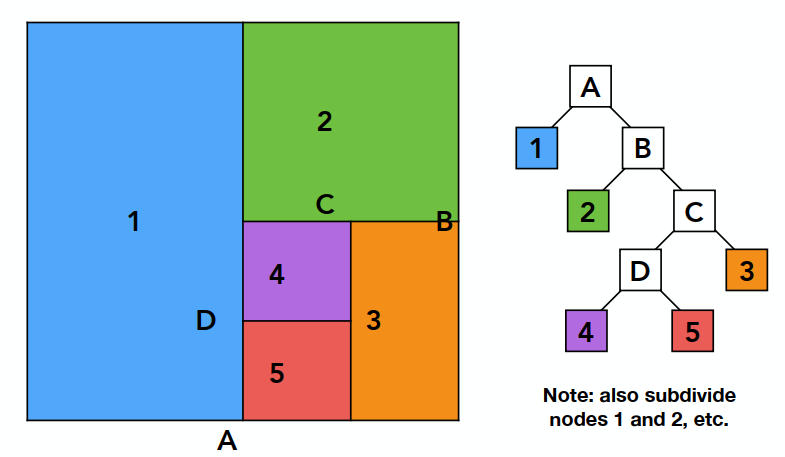 1
2
C
B
4
3
D
5
A
A
1
B
2
C
D
3
4
5
Note: also subdivide
nodes 1 and 2, etc.